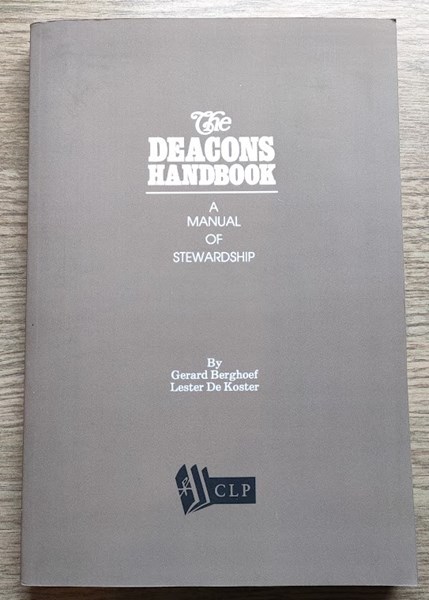 The
DEACONS
HANDBOOK
A
MANUAL
OF
STEWARDSHIP
By
Gerard Berghoef
Lester De Koster
CLP